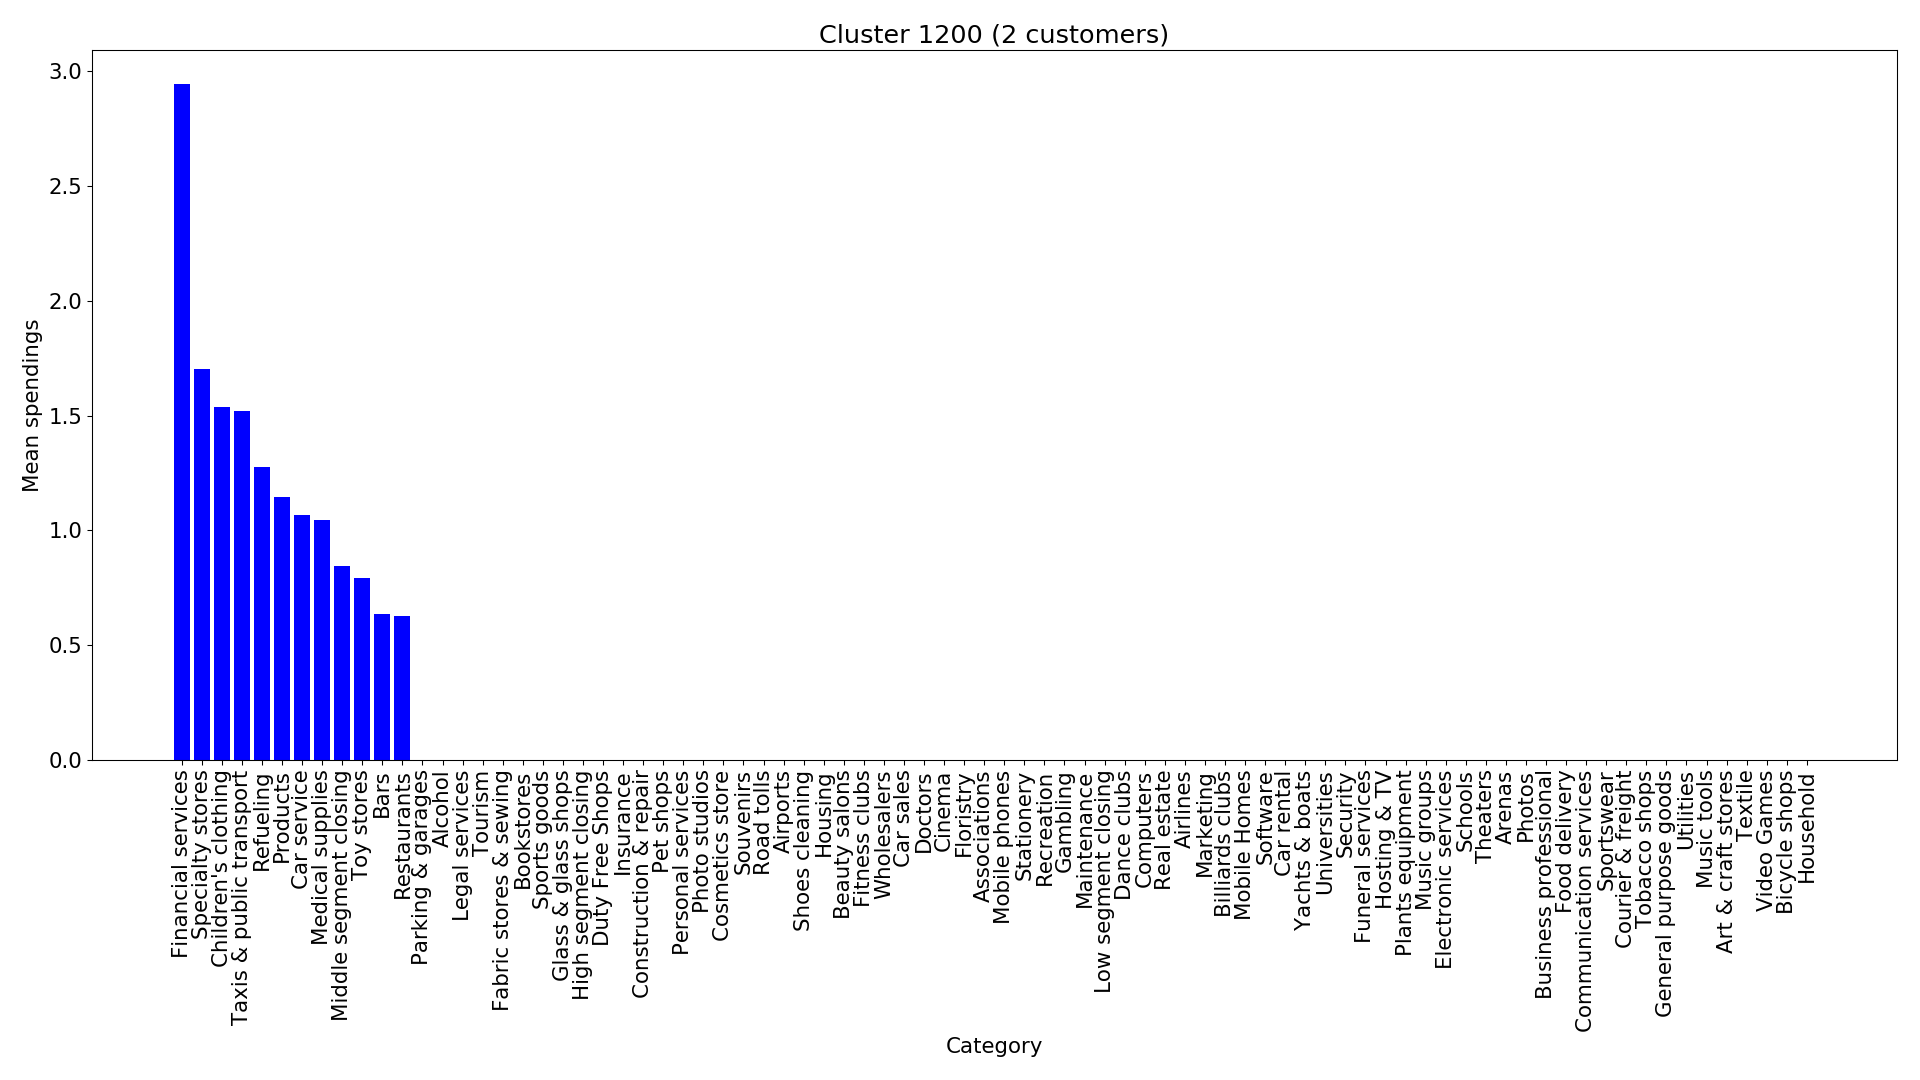 Cluster 1200 (2 customers)
3.0
2.5
2.0
1.5
1.0
0.5
0.0
Mean spendings
Financial services
Specialty stores
Children's clothing
Taxis & public transport
Refueling
Products
Car service
Medical supplies
Middle segment closing
Toy stores
Bars
Restaurants
Parking & garages
Alcohol
Legal services
Tourism
Fabric stores & sewing
Bookstores
Sports goods
Glass & glass shops
High segment closing
Duty Free Shops
Insurance
Construction & repair
Pet shops
Personal services
Photo studios
Cosmetics store
Souvenirs
Road tolls
Airports
Shoes cleaning
Housing
Beauty salons
Fitness clubs
Wholesalers
Car sales
Doctors
Cinema
Floristry
Associations
Mobile phones
Stationery
Recreation
Gambling
Maintenance
Low segment closing
Dance clubs
Computers
Real estate
Airlines
Marketing
Billiards clubs
Mobile Homes
Software
Car rental
Yachts & boats
Universities
Security
Funeral services
Hosting & TV
Plants equipment
Music groups
Electronic services
Schools
Theaters
Arenas
Photos
Business professional
Food delivery
Communication services
Sportswear
Courier & freight
Tobacco shops
General purpose goods
Utilities
Music tools
Art & craft stores
Textile
Video Games
Bicycle shops
Household
Category